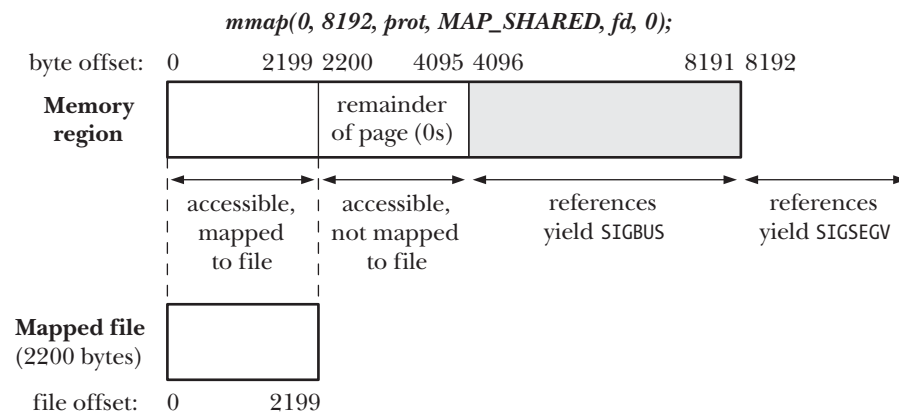 mmap(0, 8192, prot, MAP_SHARED, fd, 0);
byte offset: 0 2199 2200 4095 4096 8191 8192
Memory
region
remainder
of page (0s)
accessible,
mapped
to file
accessible,
not mapped
to file
references
yield SIGBUS
references
yield SIGSEGV
Mapped file
(2200 bytes)
file offset: 0 2199